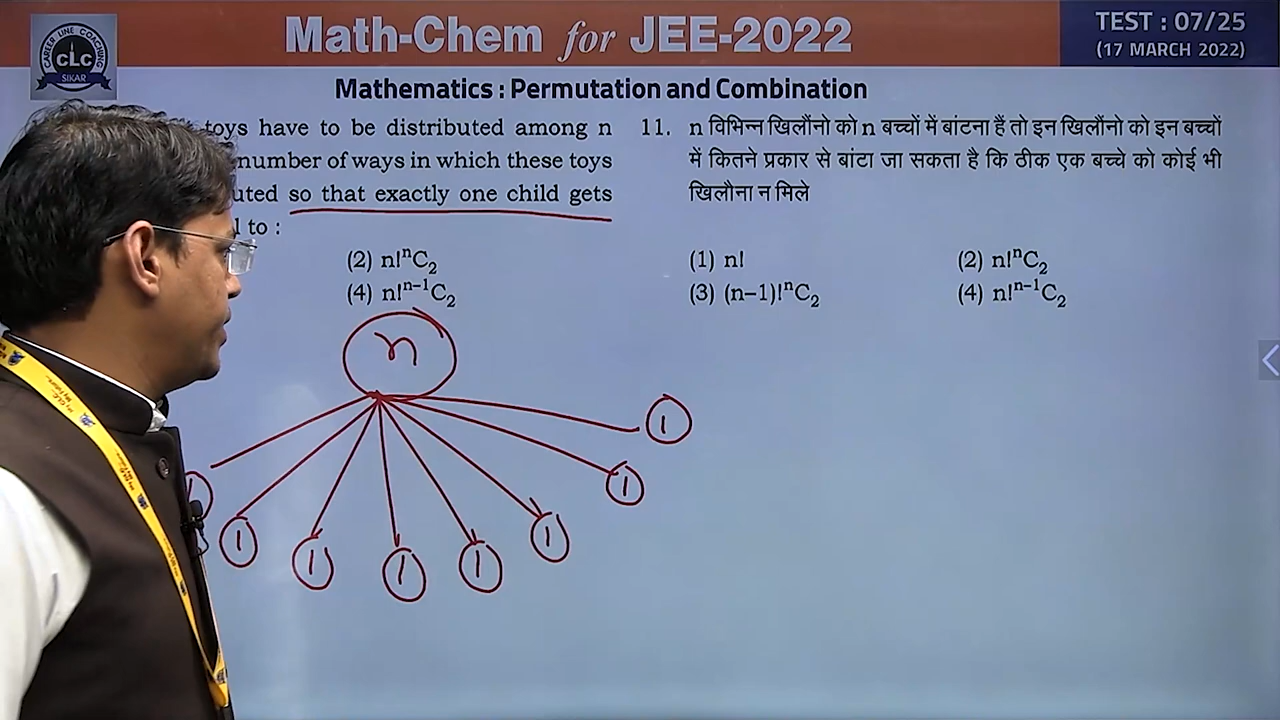 Math-Chem for JEE-2022
TEST : 07/25
(17 MARCH 2022)
CAREER LINE COACHING
CLC
SIKAR
Mathematics : Permutation and Combination
toys have to be distributed among n
number of ways in which these toys
uted so that exactly one child gets
l to :
(2) n!ⁿC₂
(4) n!ⁿ⁻¹C₂
11. n विभिन्न खिलौंनो को n बच्चों में बांटना हैं तो इन खिलौंनो को इन बच्चों
में कितने प्रकार से बांटा जा सकता है कि ठीक एक बच्चे को कोई भी
खिलौना न मिले
(1) n! (2) n!ⁿC₂
(3) (n–1)!ⁿC₂ (4) n!ⁿ⁻¹C₂
n
1
1
1
1
1
1
1
1